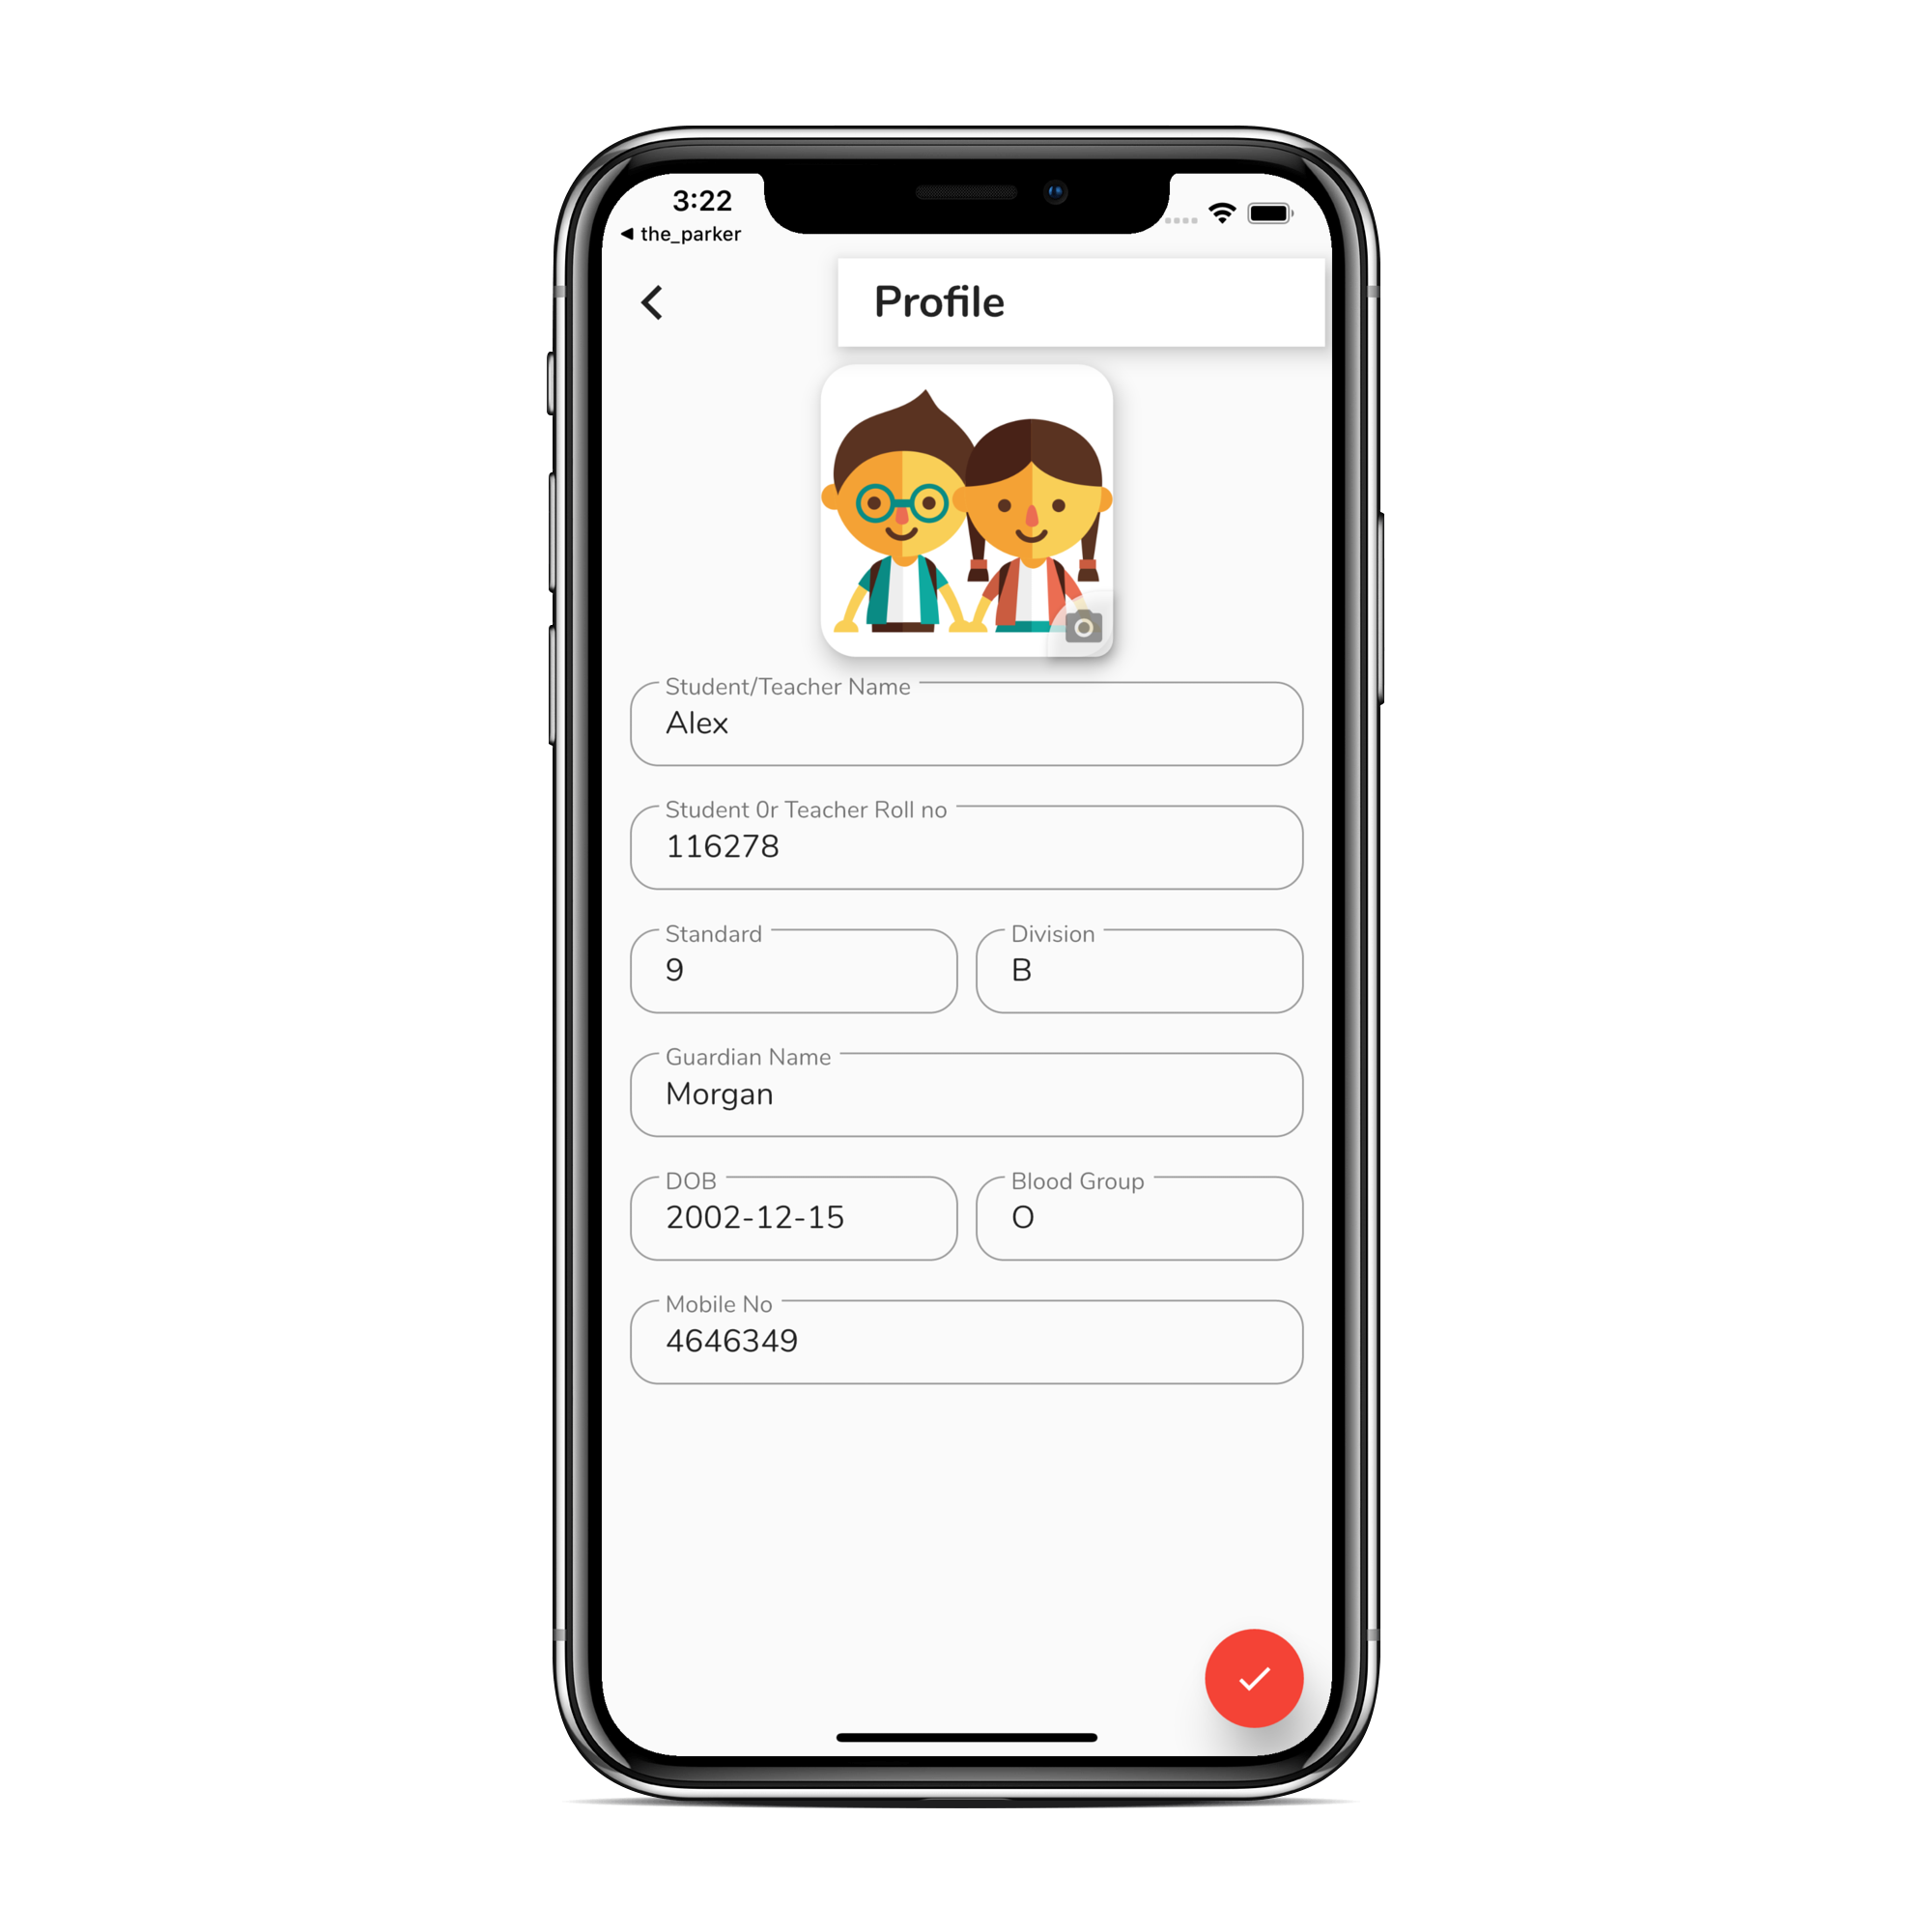 3:22
◀ the_parker
Profile
Student/Teacher Name
Alex
Student 0r Teacher Roll no
116278
Standard
9
Division
B
Guardian Name
Morgan
DOB
2002-12-15
Blood Group
O
Mobile No
4646349